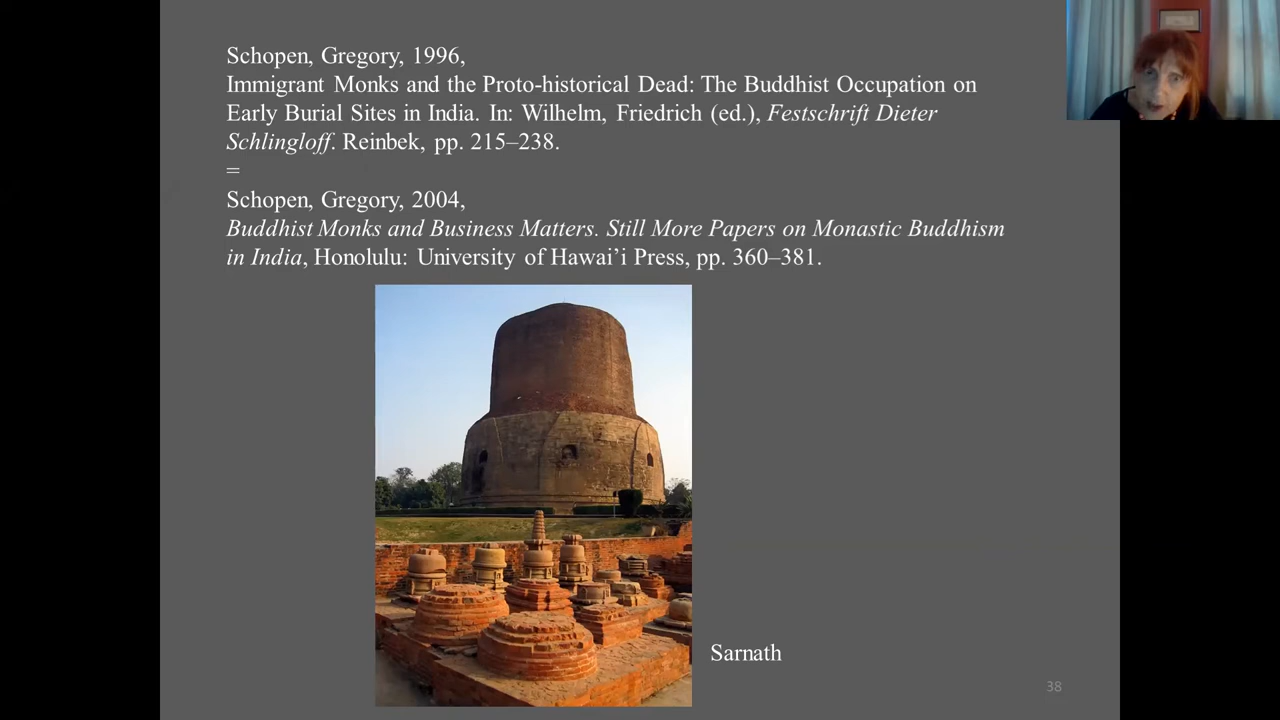 Schopen, Gregory, 1996,
Immigrant Monks and the Proto-historical Dead: The Buddhist Occupation on
Early Burial Sites in India. In: Wilhelm, Friedrich (ed.), Festschrift Dieter
Schlingloff. Reinbek, pp. 215–238.
=
Schopen, Gregory, 2004,
Buddhist Monks and Business Matters. Still More Papers on Monastic Buddhism
in India, Honolulu: University of Hawai’i Press, pp. 360–381.
Sarnath
38